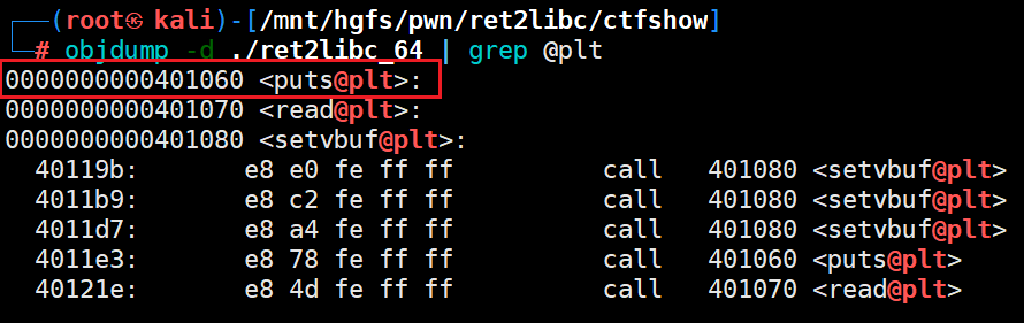 ┌──(root㉿kali)-[/mnt/hgfs/pwn/ret2libc/ctfshow]
└─# objdump -d ./ret2libc_64 | grep @plt
0000000000401060 <puts@plt>:
0000000000401070 <read@plt>:
0000000000401080 <setvbuf@plt>:
  40119b:       e8 e0 fe ff ff          call   401080 <setvbuf@plt>
  4011b9:       e8 c2 fe ff ff          call   401080 <setvbuf@plt>
  4011d7:       e8 a4 fe ff ff          call   401080 <setvbuf@plt>
  4011e3:       e8 78 fe ff ff          call   401060 <puts@plt>
  40121e:       e8 4d fe ff ff          call   401070 <read@plt>